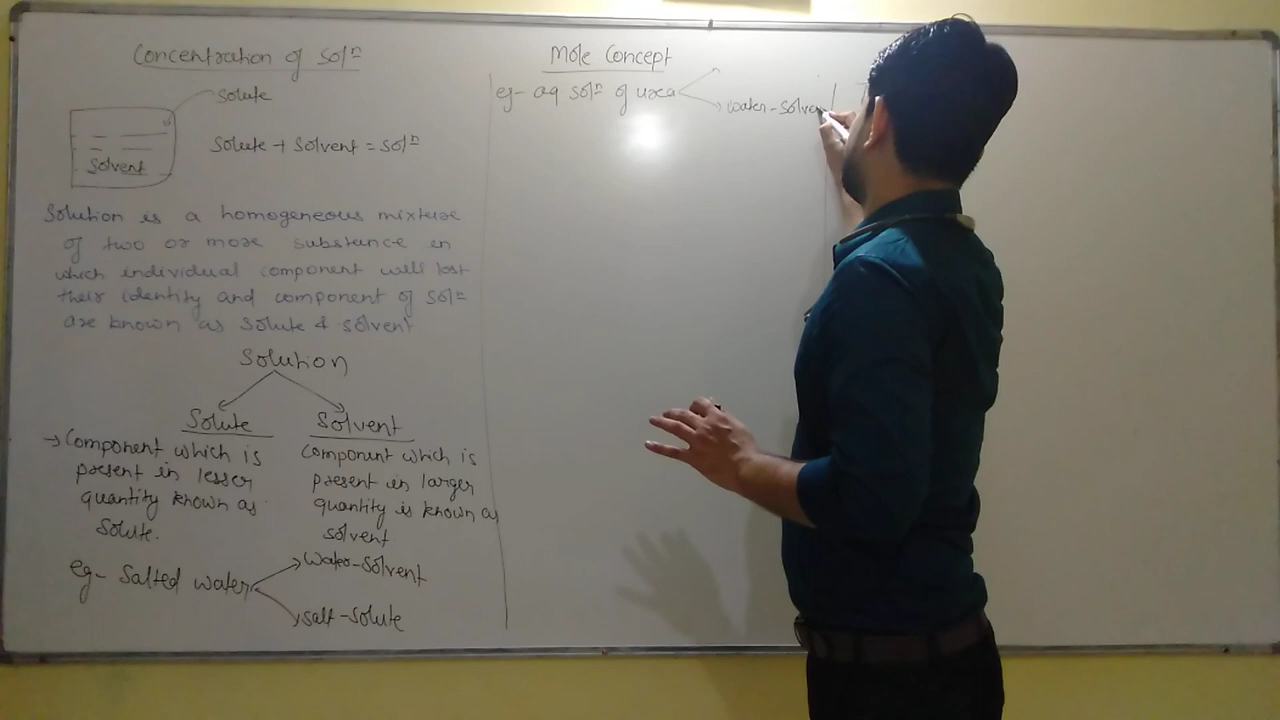 Concentration of Solⁿ
Solute
Solvent
Solute + Solvent = Solⁿ
Solution is a homogeneous mixture
of two or more substance in
which individual component will lost
their identity and component of Solⁿ
are known as Solute & solvent
Solution
Solute
→ Component which is
present in lesser
quantity known as
Solute.
Solvent
Component which is
present in larger
quantity is known as
solvent
eg- Salted water
Water-Solvent
Salt-Solute
Mole Concept
eg- aq Solⁿ of urea
water-Solven